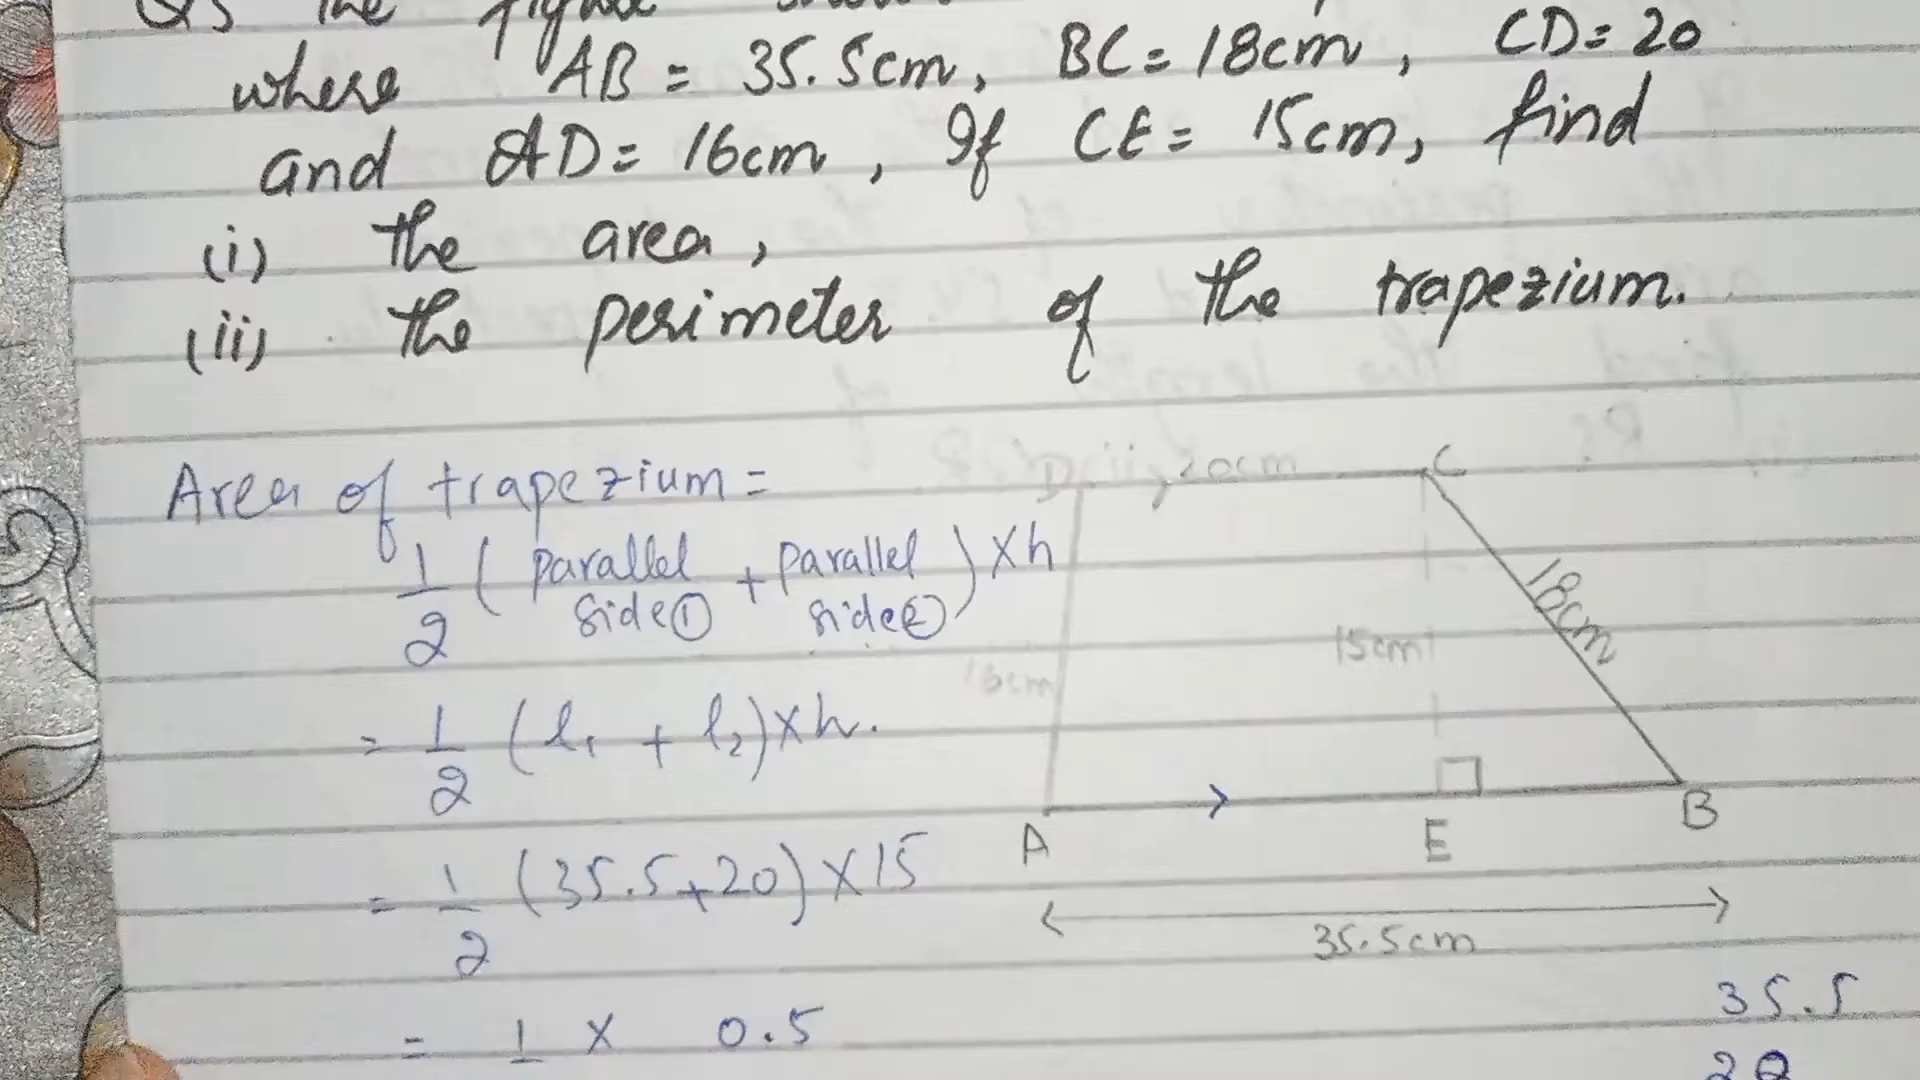 the
where AB = 35.5cm, BC = 18cm, CD = 20
and AD = 16cm, If CE = 15cm, find
(i) the area,
(ii) the perimeter of the trapezium.
Area of trapezium =
1/2 (parallel side① + parallel side②) × h
= 1/2 (l₁ + l₂) × h.
= 1/2 (35.5+20) × 15
= 1 × 0.5
D 20cm C
18cm
15cm
16cm
A E B
35.5cm
35.5
20